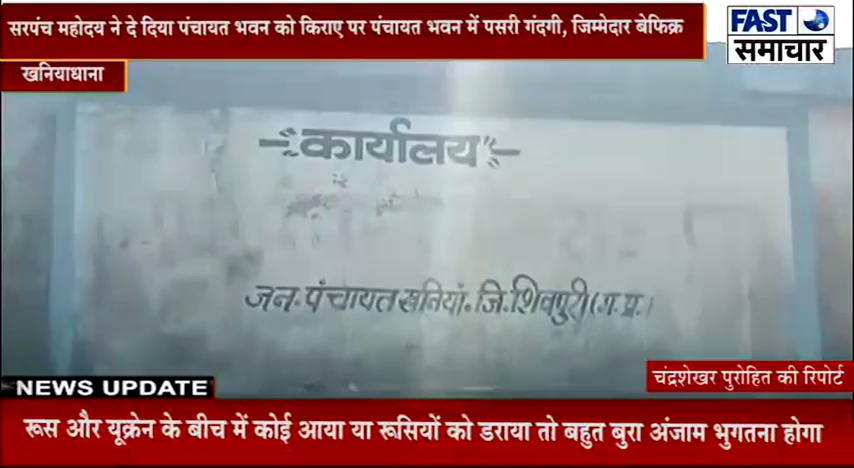 सरपंच महोदय ने दे दिया पंचायत भवन को किराए पर पंचायत भवन में पसरी गंदगी, जिम्मेदार बेफिक्र
FAST
समाचार
खनियाधाना
कार्यालय
जन. पंचायत खनियां. जि. शिवपुरी (म.प्र.)
चंद्रशेखर पुरोहित की रिपोर्ट
NEWS UPDATE
रूस और यूक्रेन के बीच में कोई आया या रूसियों को डराया तो बहुत बुरा अंजाम भुगतना होगा